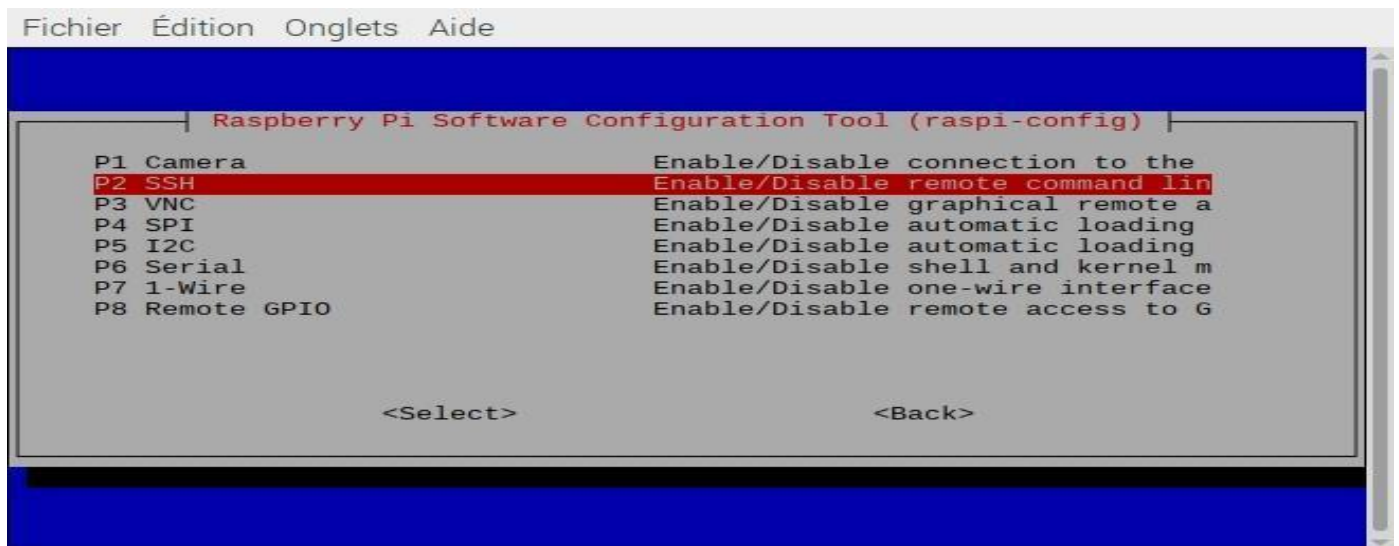 Fichier Édition Onglets Aide
Raspberry Pi Software Configuration Tool (raspi-config)
P1 Camera Enable/Disable connection to the
P2 SSH Enable/Disable remote command lin
P3 VNC Enable/Disable graphical remote a
P4 SPI Enable/Disable automatic loading
P5 I2C Enable/Disable automatic loading
P6 Serial Enable/Disable shell and kernel m
P7 1-Wire Enable/Disable one-wire interface
P8 Remote GPIO Enable/Disable remote access to G
<Select> <Back>